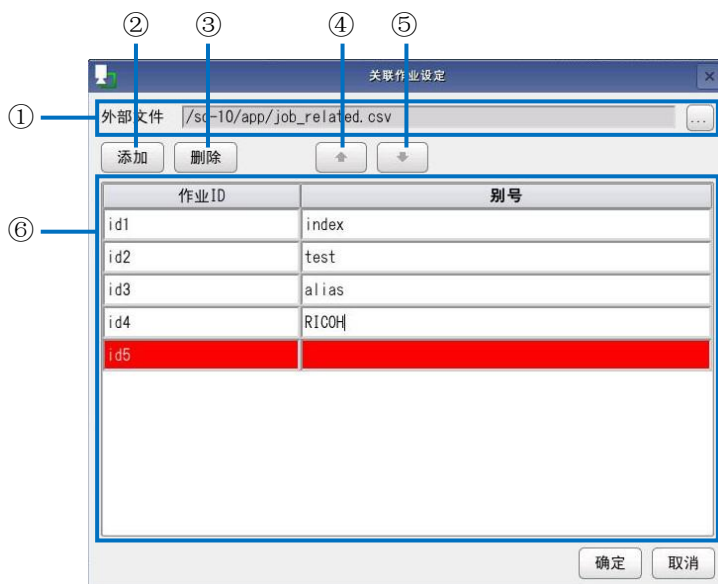 ② ③ ④ ⑤
关联作业设定
① 外部文件 /sc-10/app/job_related.csv ...
添加 删除
⑥ 作业ID 别号
id1 index
id2 test
id3 alias
id4 RICOH
id5
确定 取消